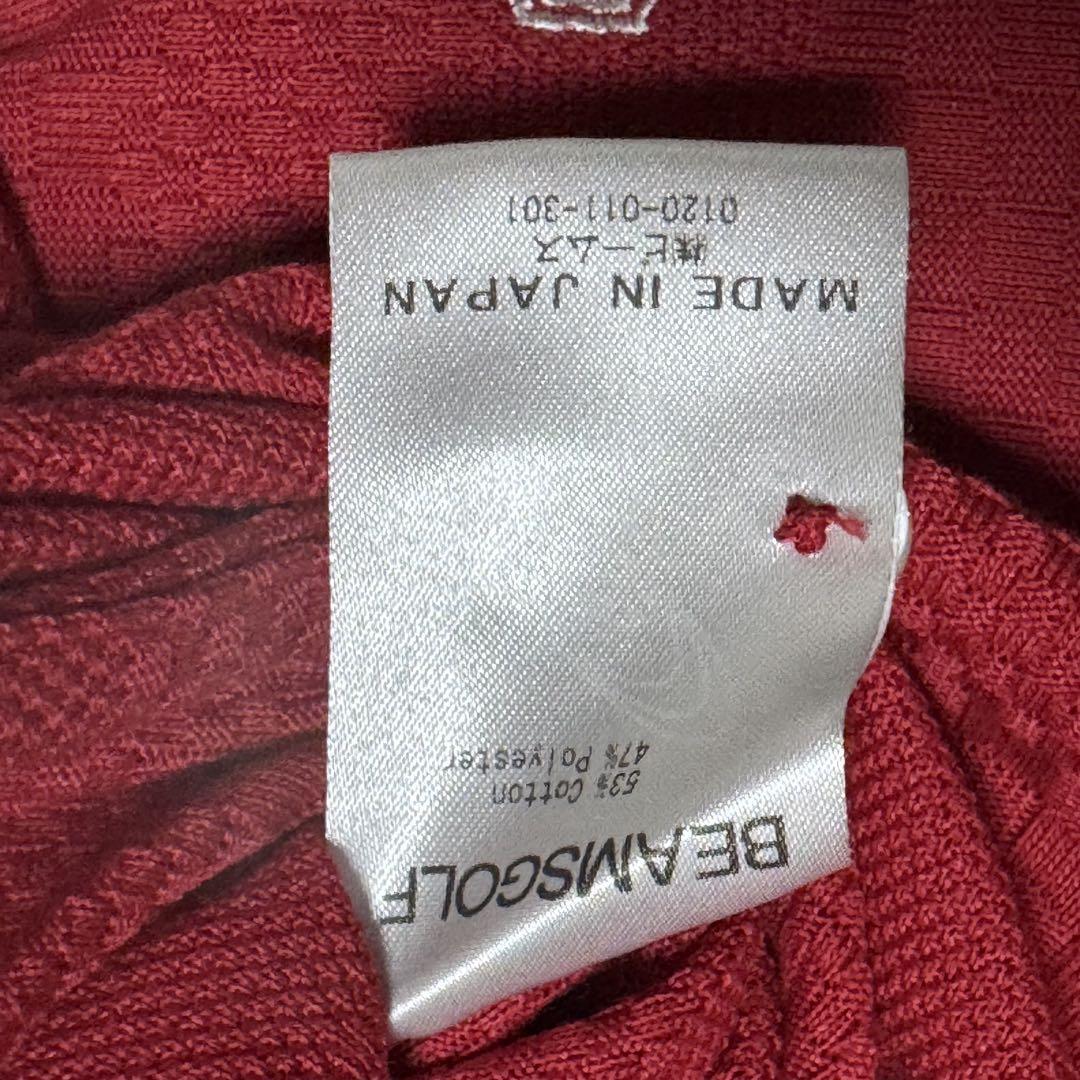 BEAMSGOLF
53% Cotton
47% Polyester
MADE IN JAPAN
㈱ビームス
0120-011-301